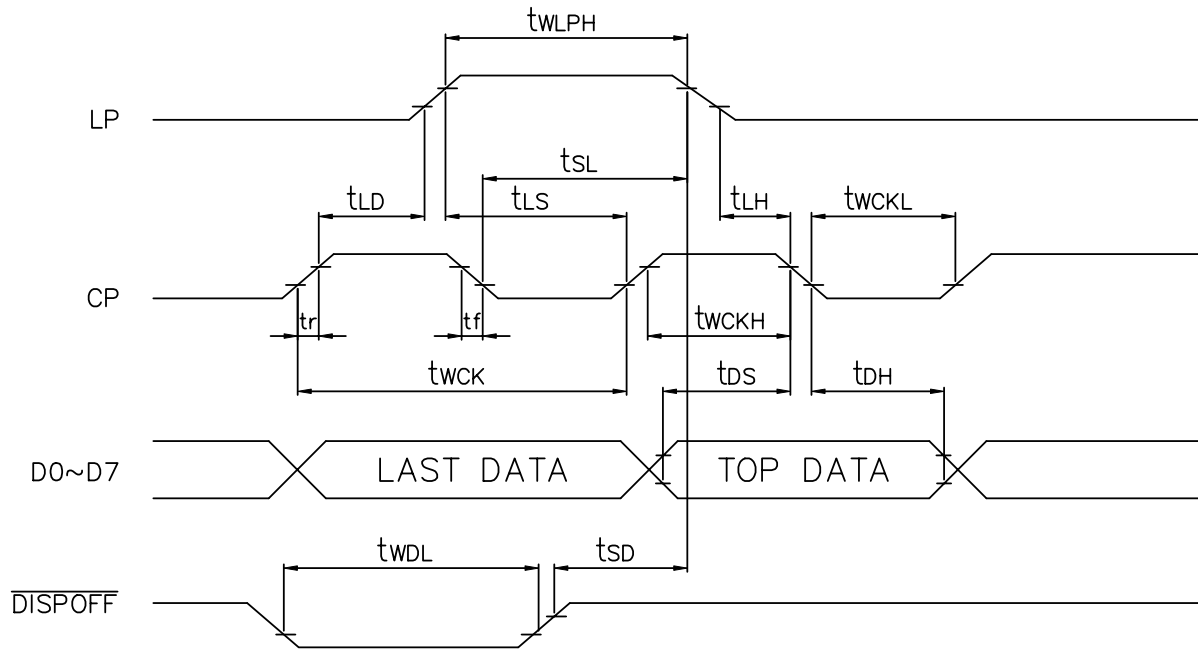 tWLPH
LP
tSL
tLD
tLS
tLH
tWCKL
CP
tr
tf
tWCKH
tWCK
tDS
tDH
D0~D7
LAST DATA
TOP DATA
tWDL
tSD
DISPOFF